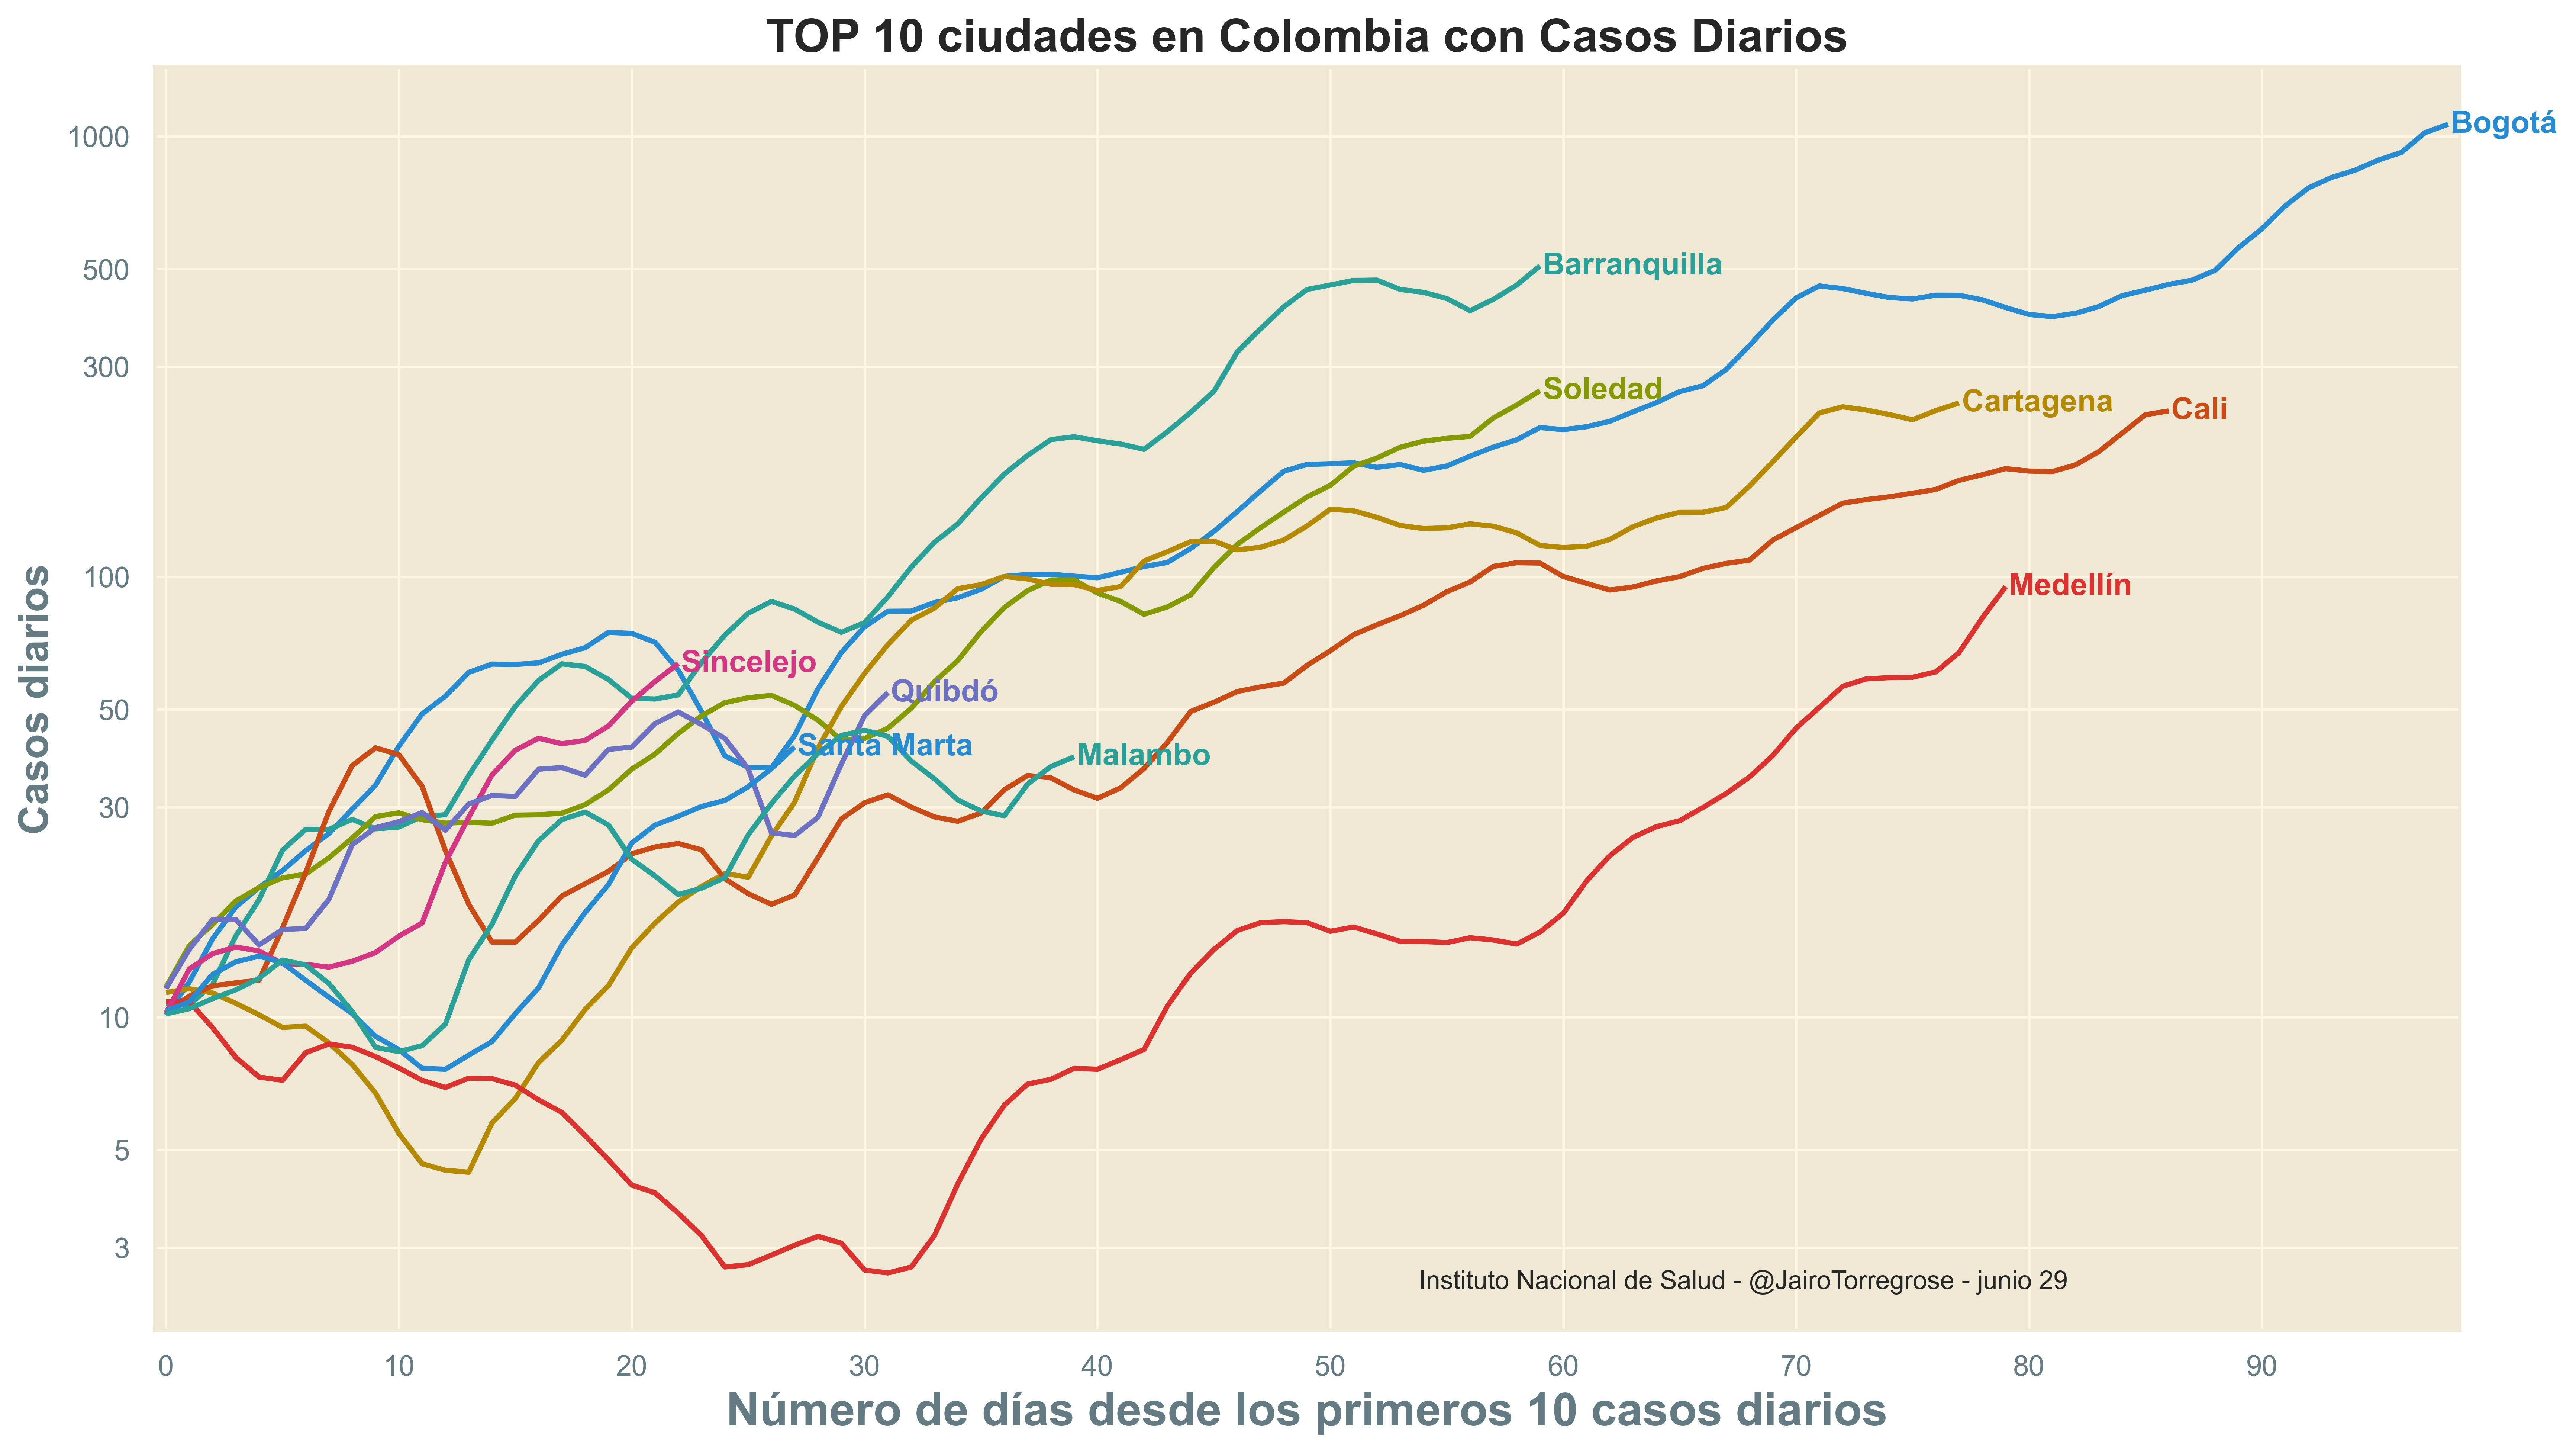 TOP 10 ciudades en Colombia con Casos Diarios
Casos diarios
1000
500
300
100
50
30
10
5
3
Bogotá
Barranquilla
Soledad
Cartagena
Cali
Medellín
Sincelejo
Quibdó
Santa Marta
Malambo
Instituto Nacional de Salud - @JairoTorregrose - junio 29
0 10 20 30 40 50 60 70 80 90
Número de días desde los primeros 10 casos diarios